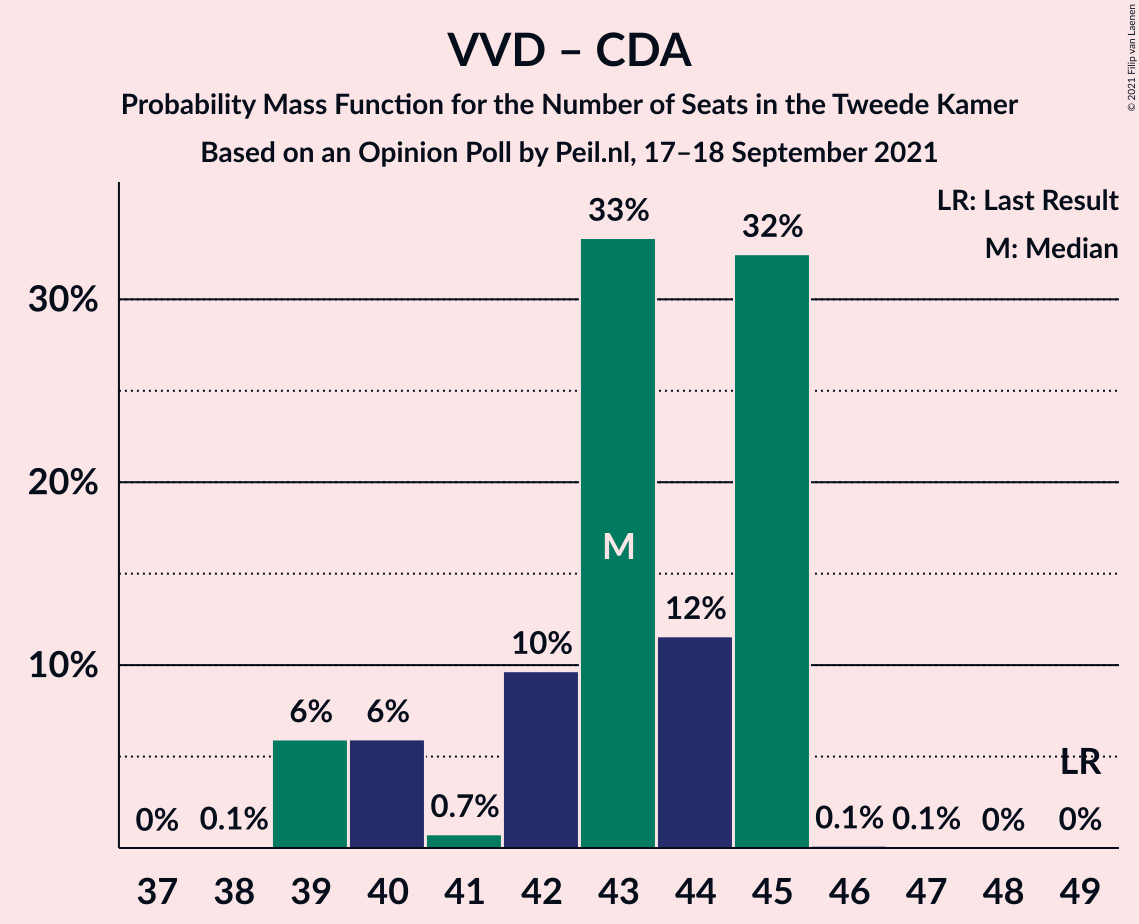 VVD – CDA
Probability Mass Function for the Number of Seats in the Tweede Kamer
Based on an Opinion Poll by Peil.nl, 17–18 September 2021
© 2021 Filip van Laenen
LR: Last Result
M: Median
30%
20%
10%
0%
0.1%
6%
6%
0.7%
10%
33%
M
12%
32%
0.1%
0.1%
0%
LR
0%
37 38 39 40 41 42 43 44 45 46 47 48 49